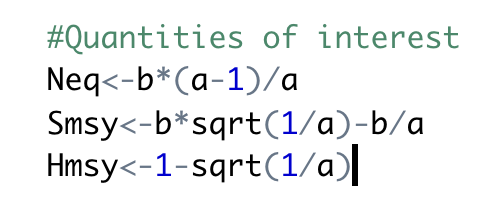 #Quantities of interest
Neq<-b*(a-1)/a
Smsy<-b*sqrt(1/a)-b/a
Hmsy<-1-sqrt(1/a)